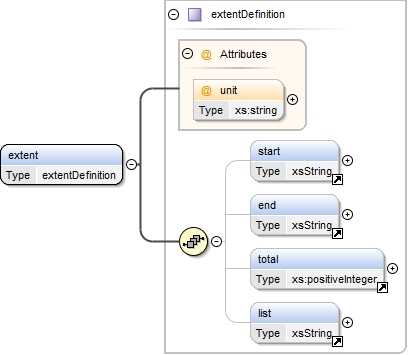 extentDefinition
@ Attributes
@ unit
Type xs:string
extent
Type extentDefinition
start
Type xsString
end
Type xsString
total
Type xs:positiveInteger
list
Type xsString